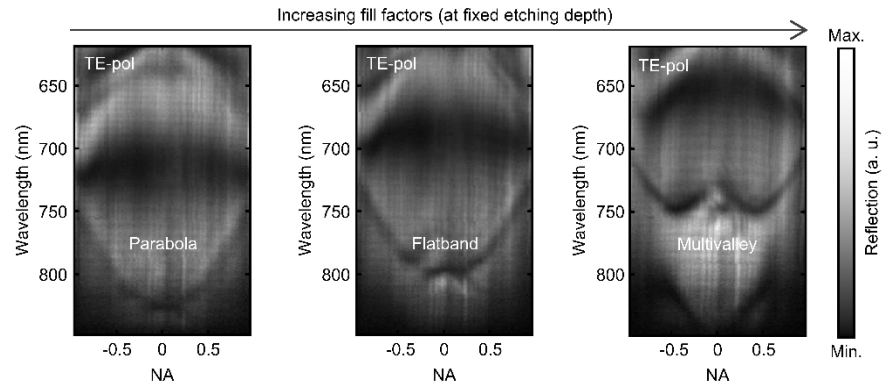 Increasing fill factors (at fixed etching depth)
TE-pol
Parabola
650
700
750
800
Wavelength (nm)
-0.5 0 0.5
NA
TE-pol
Flatband
650
700
750
800
Wavelength (nm)
-0.5 0 0.5
NA
TE-pol
Multivalley
650
700
750
800
Wavelength (nm)
-0.5 0 0.5
NA
Max.
Reflection (a. u.)
Min.